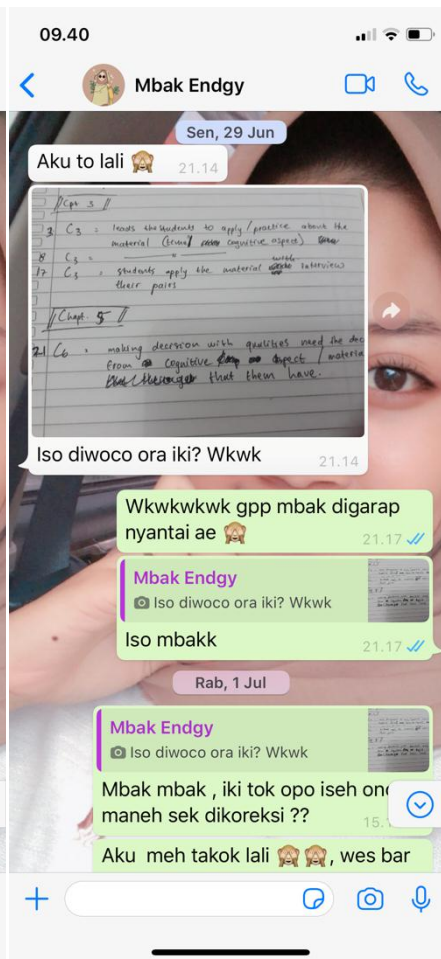 09.40
Mbak Endgy
Sen, 29 Jun
Aku to lali 🙈 21.14
Cpt 3
3 C3 = leads the students to apply / practice about the
material ( cognitive aspect)
8 C3 =
17 C3 = students apply the material with interview
their pairs
Chapt. 5
21 C6 = making decision with qualities need the
from cognitive aspect / materia
that them have.
Iso diwoco ora iki? Wkwk 21.14
Wkwkwkwk gpp mbak digarap
nyantai ae 🙈 21.17
Mbak Endgy
Iso diwoco ora iki? Wkwk
Iso mbakk 21.17
Rab, 1 Jul
Mbak Endgy
Iso diwoco ora iki? Wkwk
Mbak mbak , iki tok opo iseh
maneh sek dikoreksi ?? 15.
Aku meh takok lali 🙈🙈, wes bar